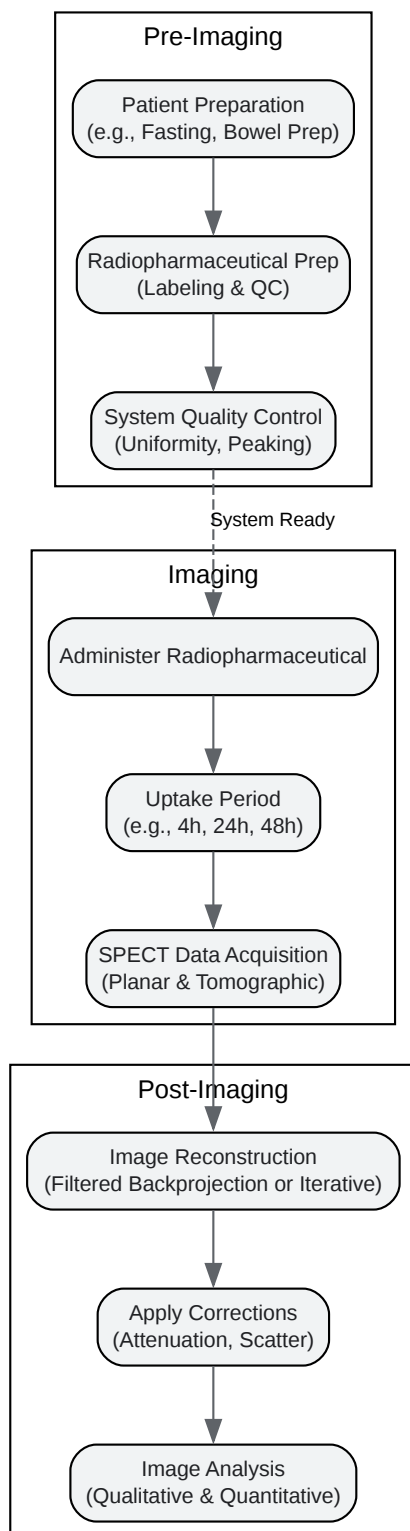 Pre-Imaging
Patient Preparation
(e.g., Fasting, Bowel Prep)
Radiopharmaceutical Prep
(Labeling & QC)
System Quality Control
(Uniformity, Peaking)
System Ready
Imaging
Administer Radiopharmaceutical
Uptake Period
(e.g., 4h, 24h, 48h)
SPECT Data Acquisition
(Planar & Tomographic)
Post-Imaging
Image Reconstruction
(Filtered Backprojection or Iterative)
Apply Corrections
(Attenuation, Scatter)
Image Analysis
(Qualitative & Quantitative)